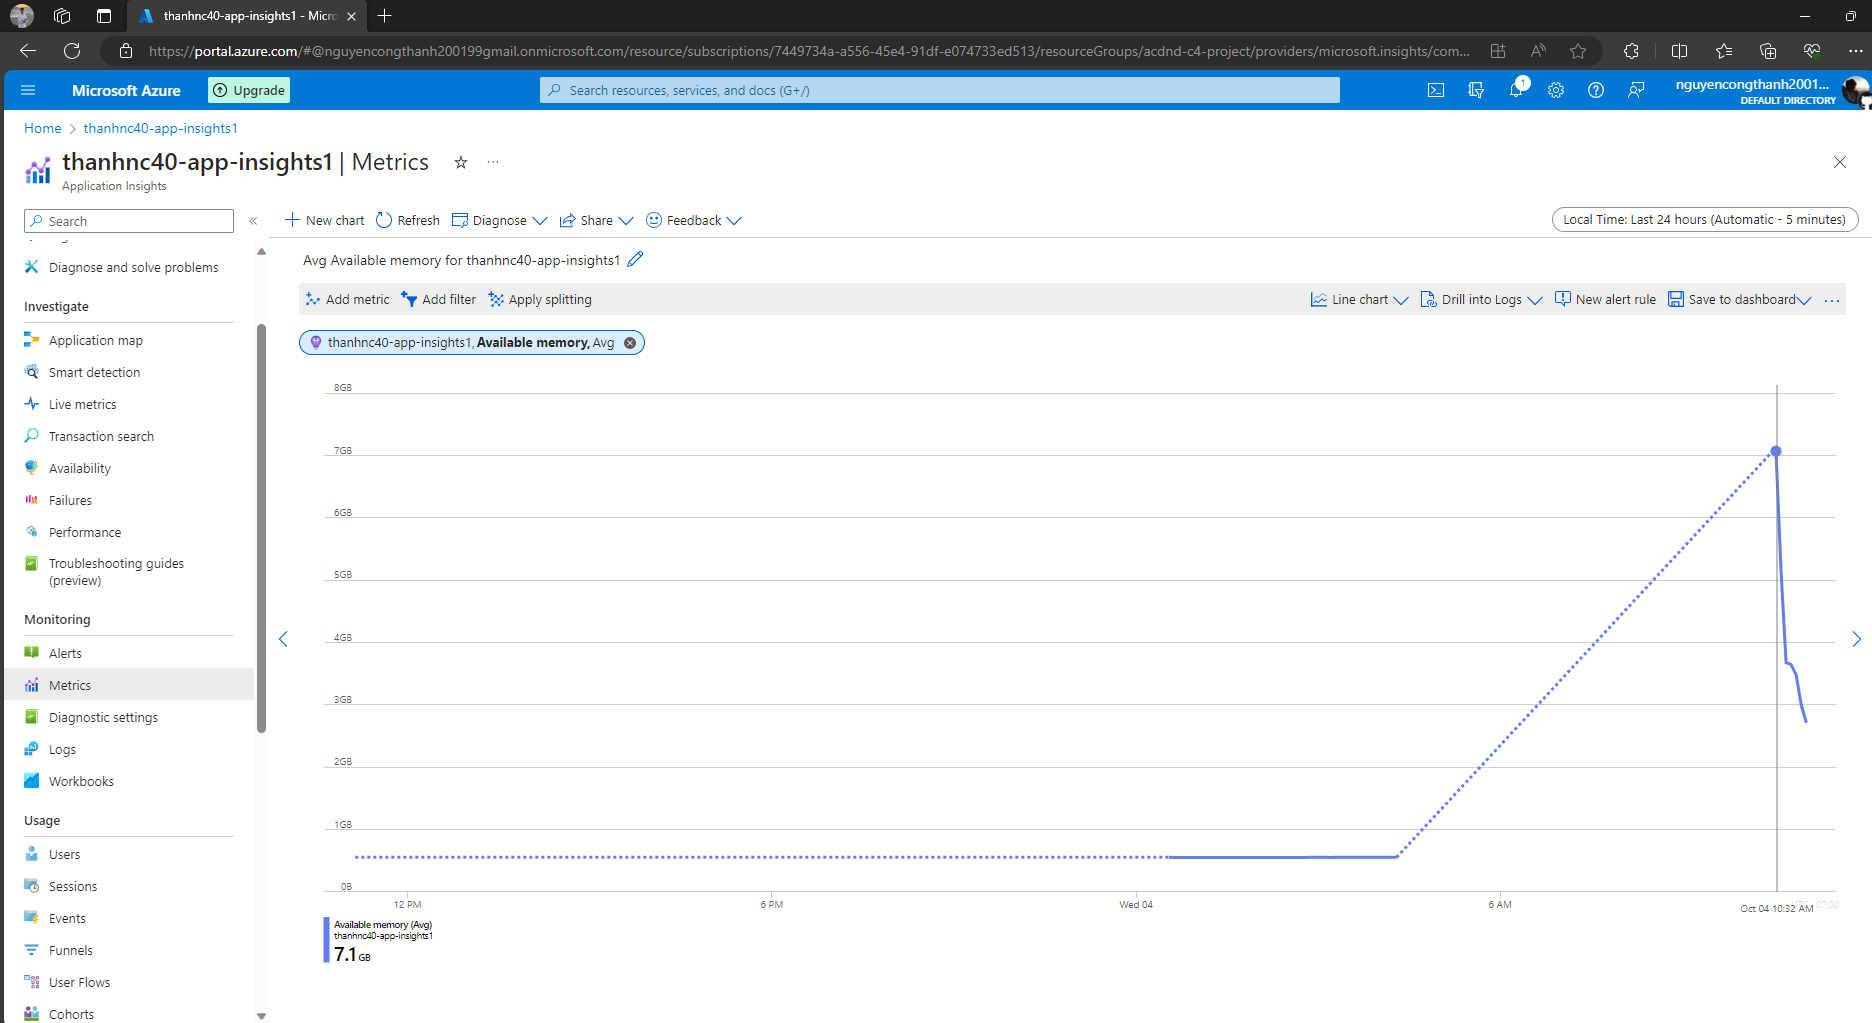 thanhnc40-app-insights1 - Micro
https://portal.azure.com/#@nguyencongthanh200199gmail.onmicrosoft.com/resource/subscriptions/7449734a-a556-45e4-91df-e074733ed513/resourceGroups/acdnd-c4-project/providers/microsoft.insights/com...
Microsoft Azure
Upgrade
Search resources, services, and docs (G+/)
1
nguyencongthanh2001...
DEFAULT DIRECTORY
Home > thanhnc40-app-insights1
thanhnc40-app-insights1 | Metrics
Application Insights
Search
New chart
Refresh
Diagnose
Share
Feedback
Local Time: Last 24 hours (Automatic - 5 minutes)
Diagnose and solve problems
Investigate
Application map
Smart detection
Live metrics
Transaction search
Availability
Failures
Performance
Troubleshooting guides
(preview)
Monitoring
Alerts
Metrics
Diagnostic settings
Logs
Workbooks
Usage
Users
Sessions
Events
Funnels
User Flows
Cohorts
Avg Available memory for thanhnc40-app-insights1
Add metric
Add filter
Apply splitting
Line chart
Drill into Logs
New alert rule
Save to dashboard
thanhnc40-app-insights1, Available memory, Avg
8GB
7GB
6GB
5GB
4GB
3GB
2GB
1GB
0B
12 PM
6 PM
Wed 04
6 AM
Oct 04 10:32 AM
Available memory (Avg)
thanhnc40-app-insights1
7.1 GB